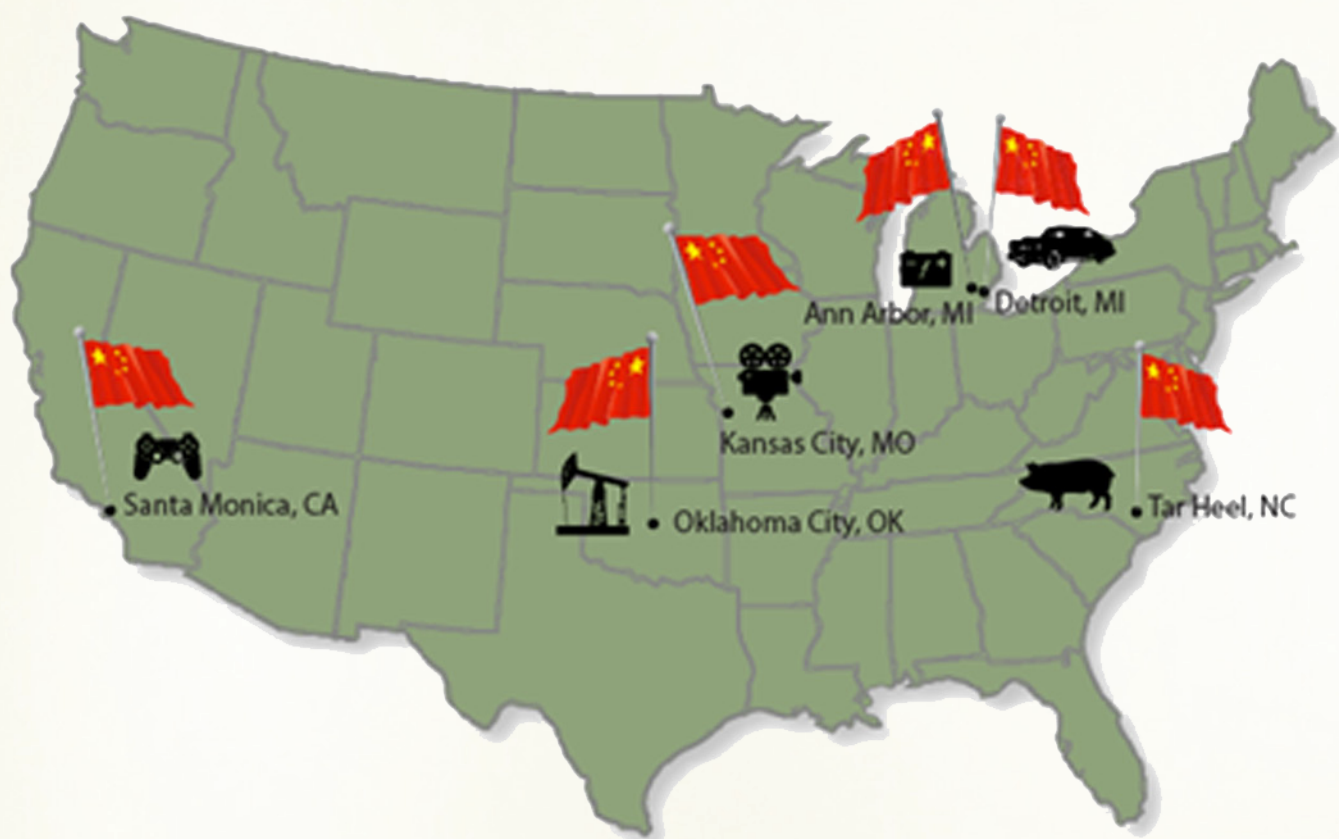 Ann Arbor, MI
Detroit, MI
Kansas City, MO
Santa Monica, CA
Oklahoma City, OK
Tar Heel, NC